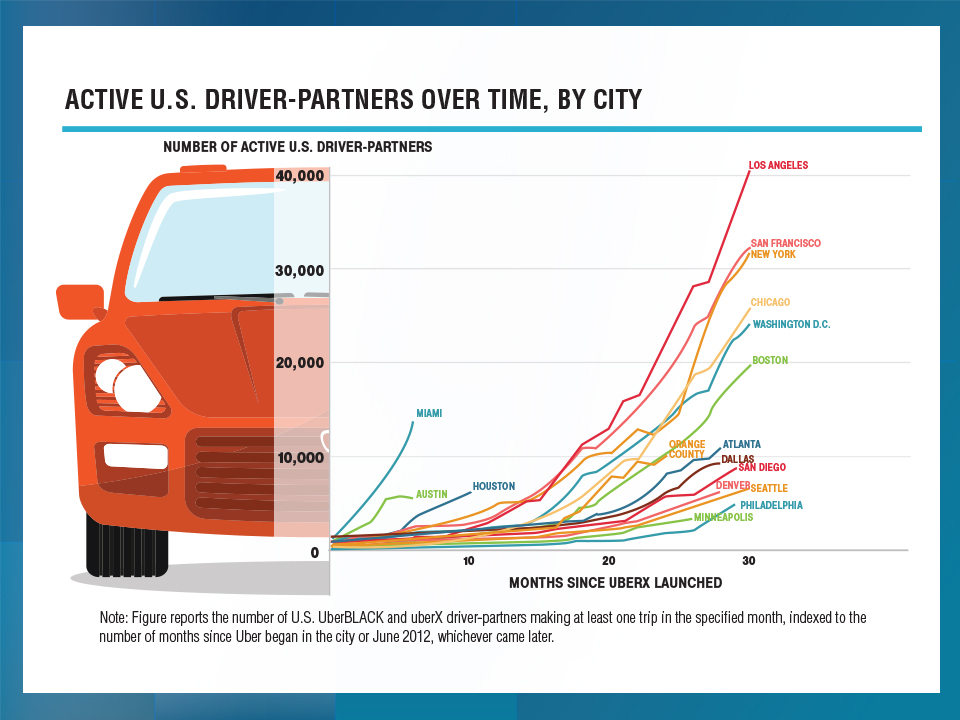 ACTIVE U.S. DRIVER-PARTNERS OVER TIME, BY CITY
NUMBER OF ACTIVE U.S. DRIVER-PARTNERS
40,000
30,000
20,000
10,000
0
LOS ANGELES
SAN FRANCISCO
NEW YORK
CHICAGO
WASHINGTON D.C.
BOSTON
MIAMI
ORANGE
COUNTY
ATLANTA
DALLAS
SAN DIEGO
HOUSTON
AUSTIN
DENVER
SEATTLE
PHILADELPHIA
MINNEAPOLIS
10
20
30
MONTHS SINCE UBERX LAUNCHED
Note: Figure reports the number of U.S. UberBLACK and uberX driver-partners making at least one trip in the specified month, indexed to the
number of months since Uber began in the city or June 2012, whichever came later.